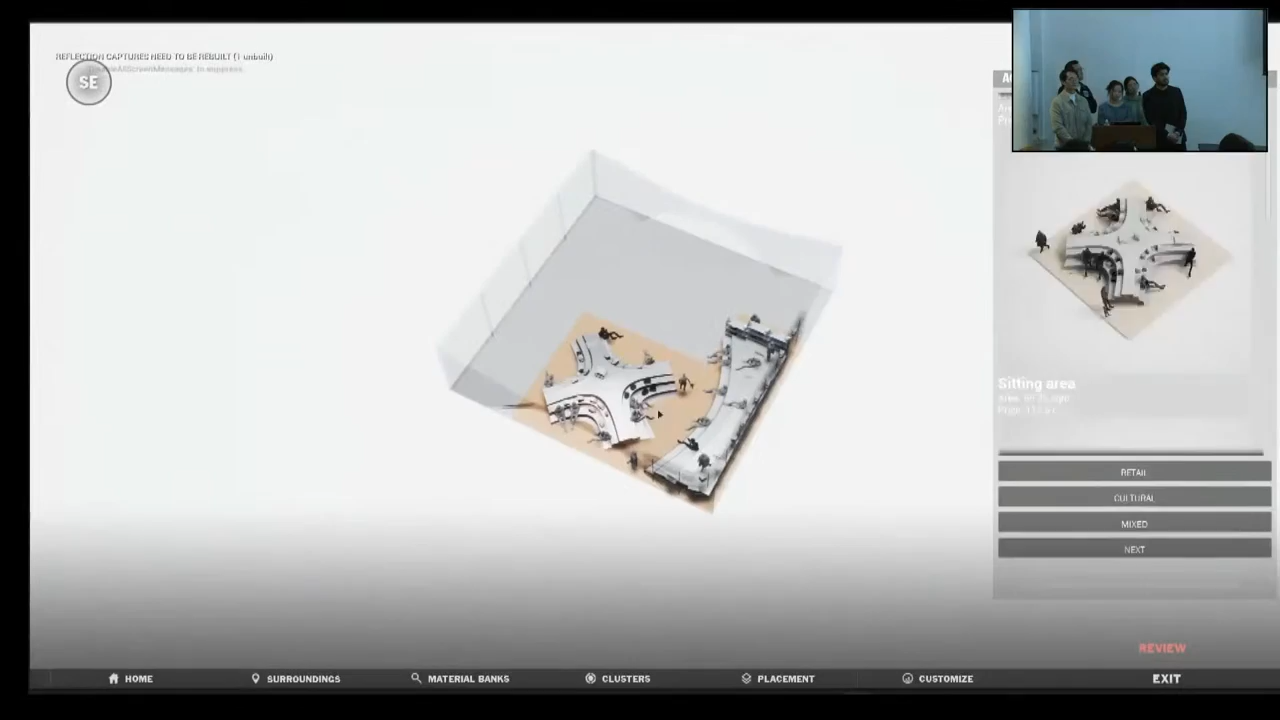 REFLECTION CAPTURES NEED TO BE REBUILT (1 unbuilt)
SE
Sitting area
RETAIL
CULTURAL
MIXED
NEXT
REVIEW
HOME
SURROUNDINGS
MATERIAL BANKS
CLUSTERS
PLACEMENT
CUSTOMIZE
EXIT